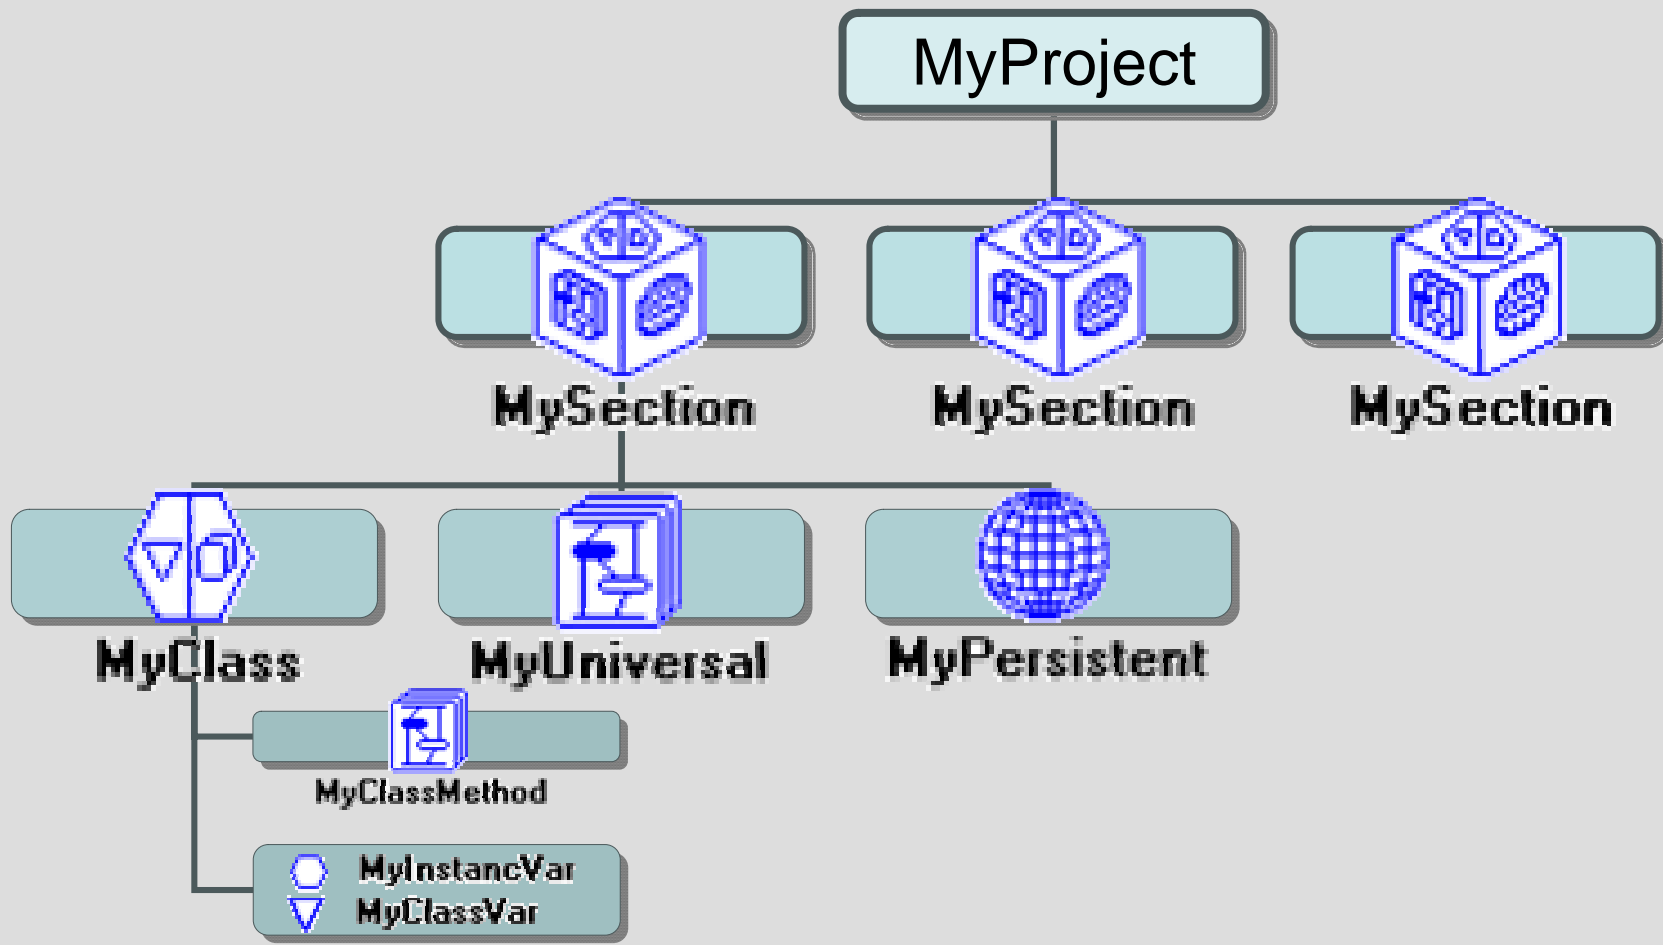 MyProject
MySection
MySection
MySection
MyClass
MyUniversal
MyPersistent
MyClassMethod
MyInstancVar
MyClassVar